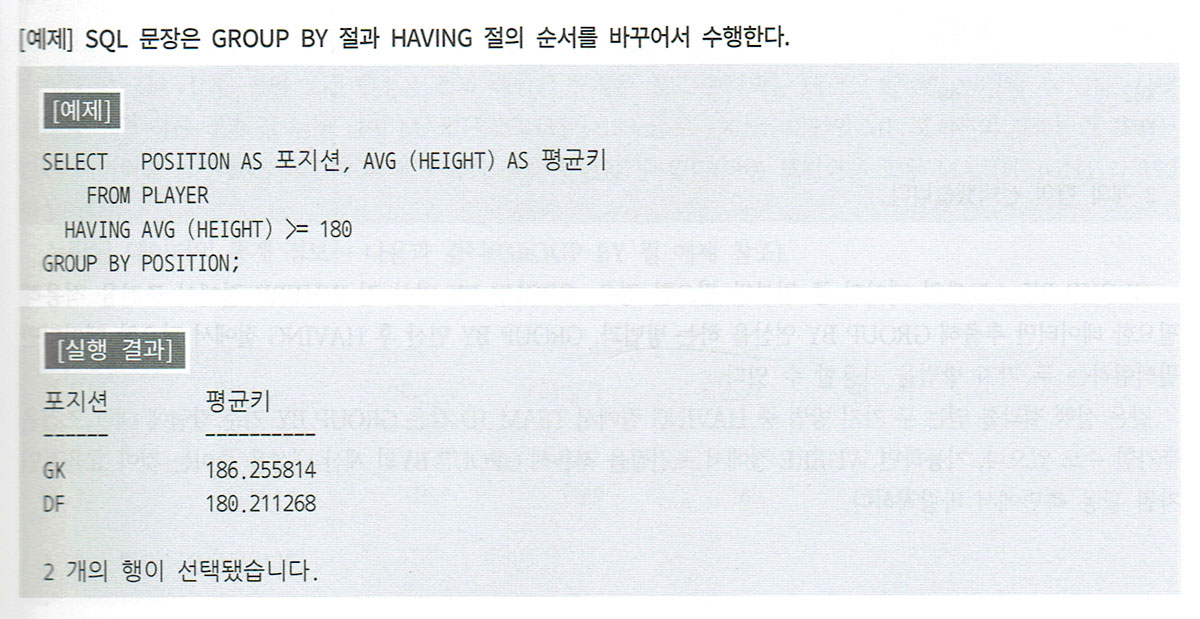 [예제] SQL 문장은 GROUP BY 절과 HAVING 절의 순서를 바꾸어서 수행한다.
[예제]
SELECT   POSITION AS 포지션, AVG (HEIGHT) AS 평균키
    FROM PLAYER
  HAVING AVG (HEIGHT) >= 180
GROUP BY POSITION;
[실행 결과]
포지션         평균키
------         ----------
GK             186.255814
DF             180.211268
2 개의 행이 선택됐습니다.